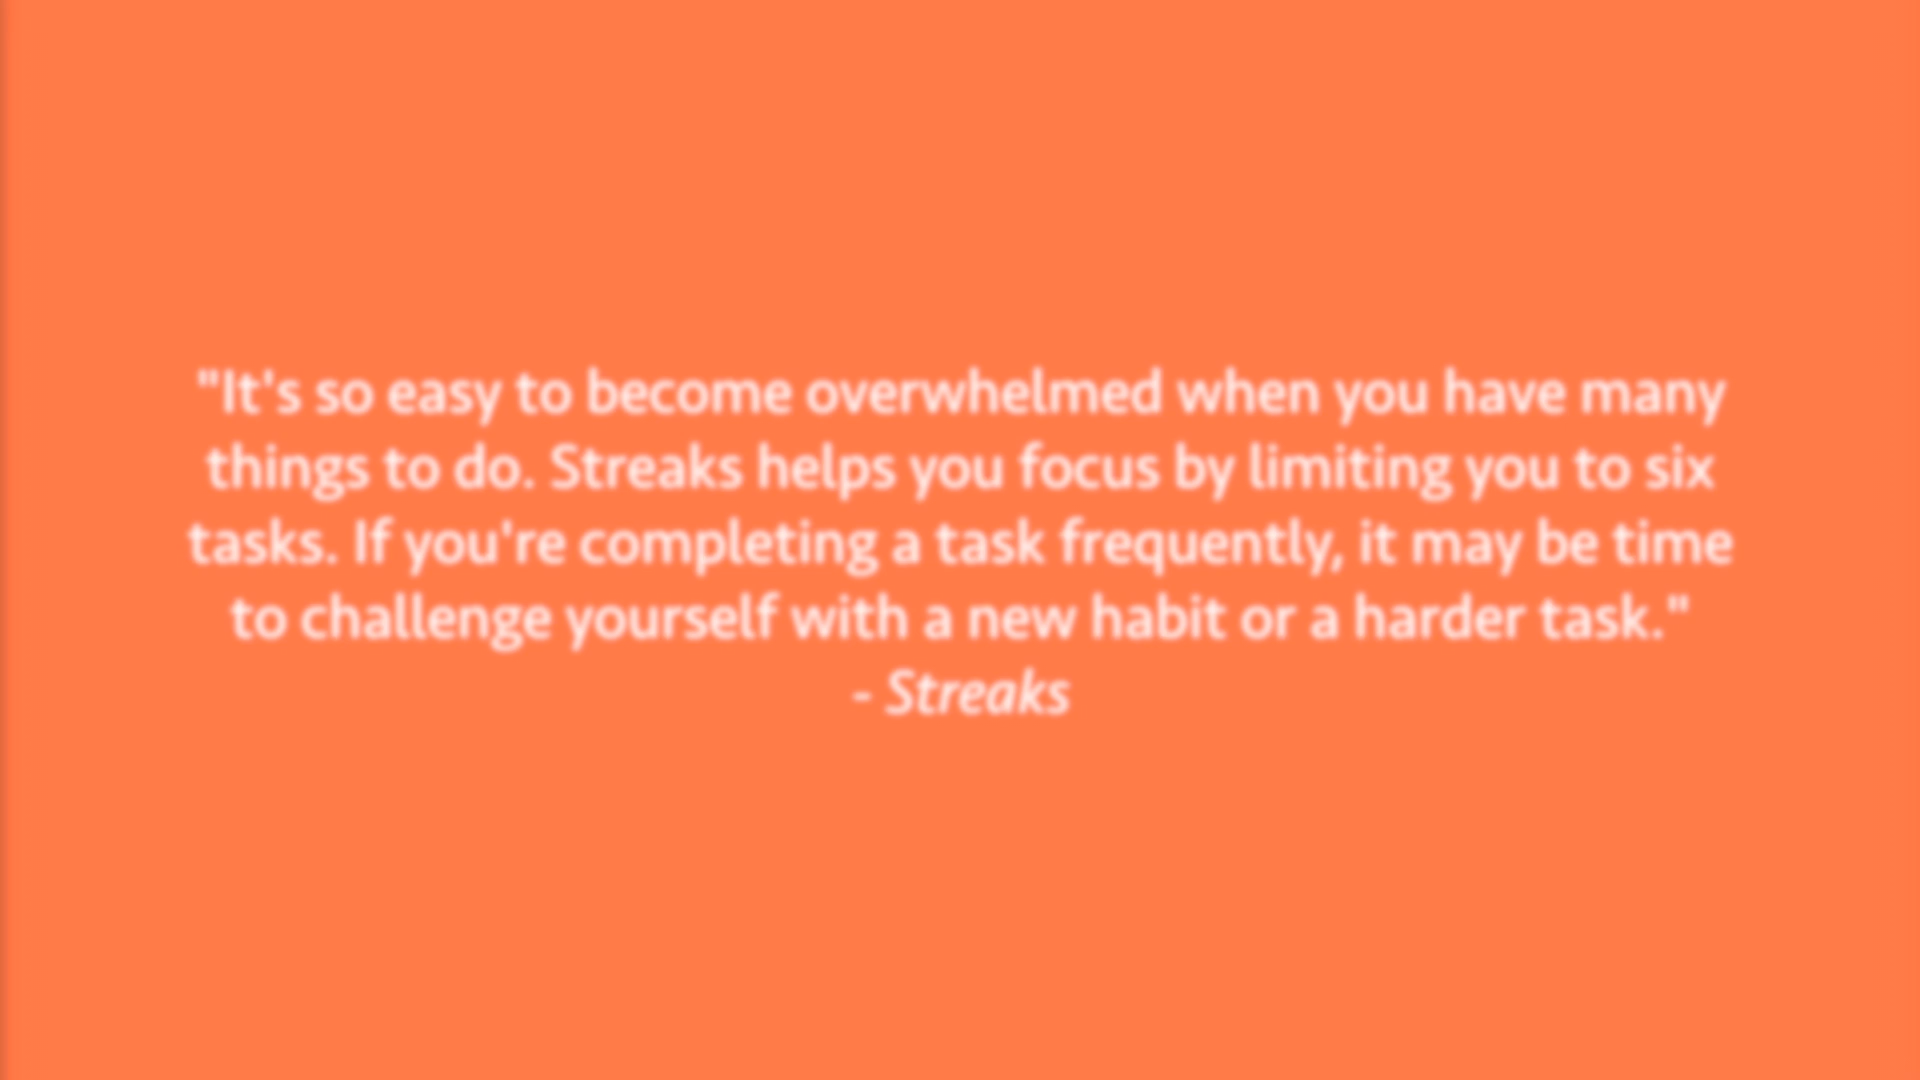 "It's so easy to become overwhelmed when you have many
things to do. Streaks helps you focus by limiting you to six
tasks. If you're completing a task frequently, it may be time
to challenge yourself with a new habit or a harder task."
- Streaks